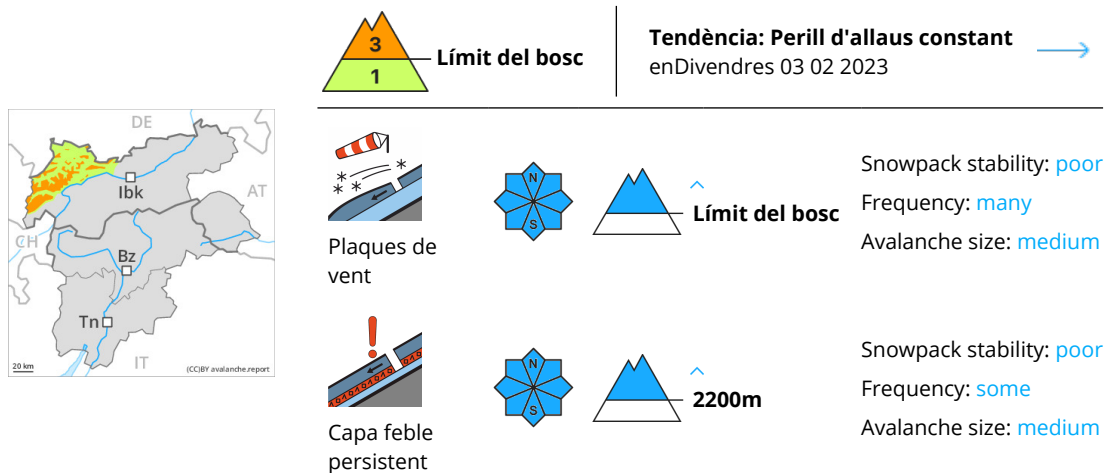 3
1
Límit del bosc
Tendència: Perill d'allaus constant
enDivendres 03 02 2023
DE
AT
CH
IT
Ibk
Bz
Tn
20 km
(CC)BY avalanche.report
Plaques de
vent
N
S
Límit del bosc
Snowpack stability: poor
Frequency: many
Avalanche size: medium
Capa feble
persistent
N
S
2200m
Snowpack stability: poor
Frequency: some
Avalanche size: medium